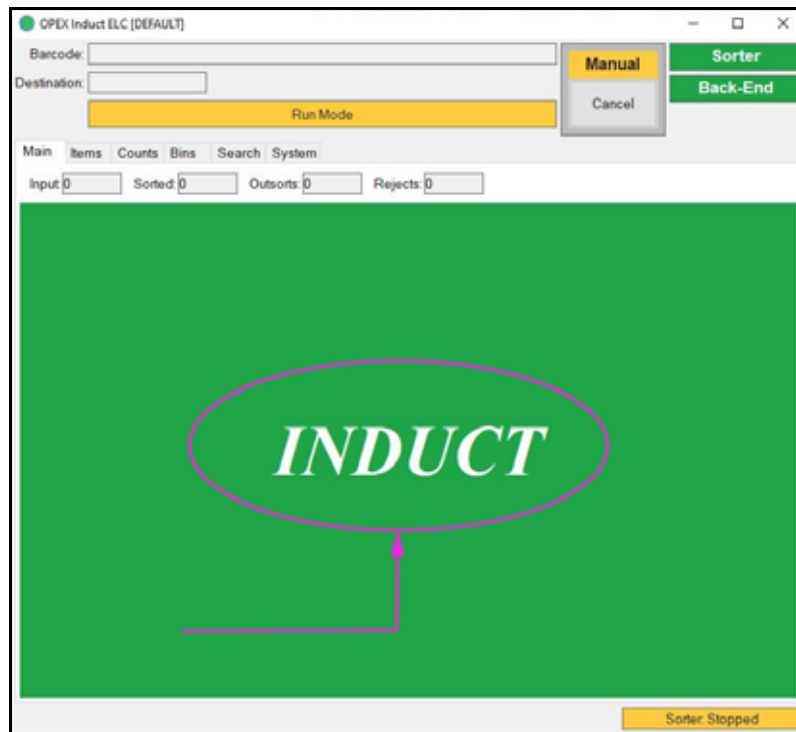 OPEX Induct ELC [DEFAULT]
Barcode:
Manual
Sorter
Destination:
Cancel
Back-End
Run Mode
Main Items Counts Bins Search System
Input: 0 Sorted: 0 Outsorts: 0 Rejects: 0
INDUCT
Sorter: Stopped